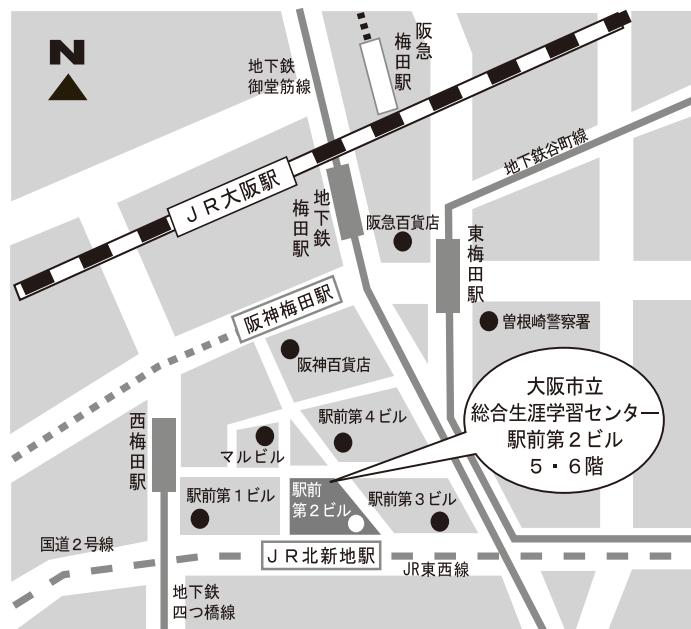 N
阪急
梅田駅
地下鉄
御堂筋線
地下鉄谷町線
JR大阪駅
地下鉄
梅田駅
阪急百貨店
東梅田駅
阪神梅田駅
曽根崎警察署
阪神百貨店
大阪市立
総合生涯学習センター
駅前第2ビル
5・6階
西梅田駅
駅前第4ビル
マルビル
駅前第1ビル
駅前
第2ビル
駅前第3ビル
国道2号線
JR北新地駅
JR東西線
地下鉄
四つ橋線